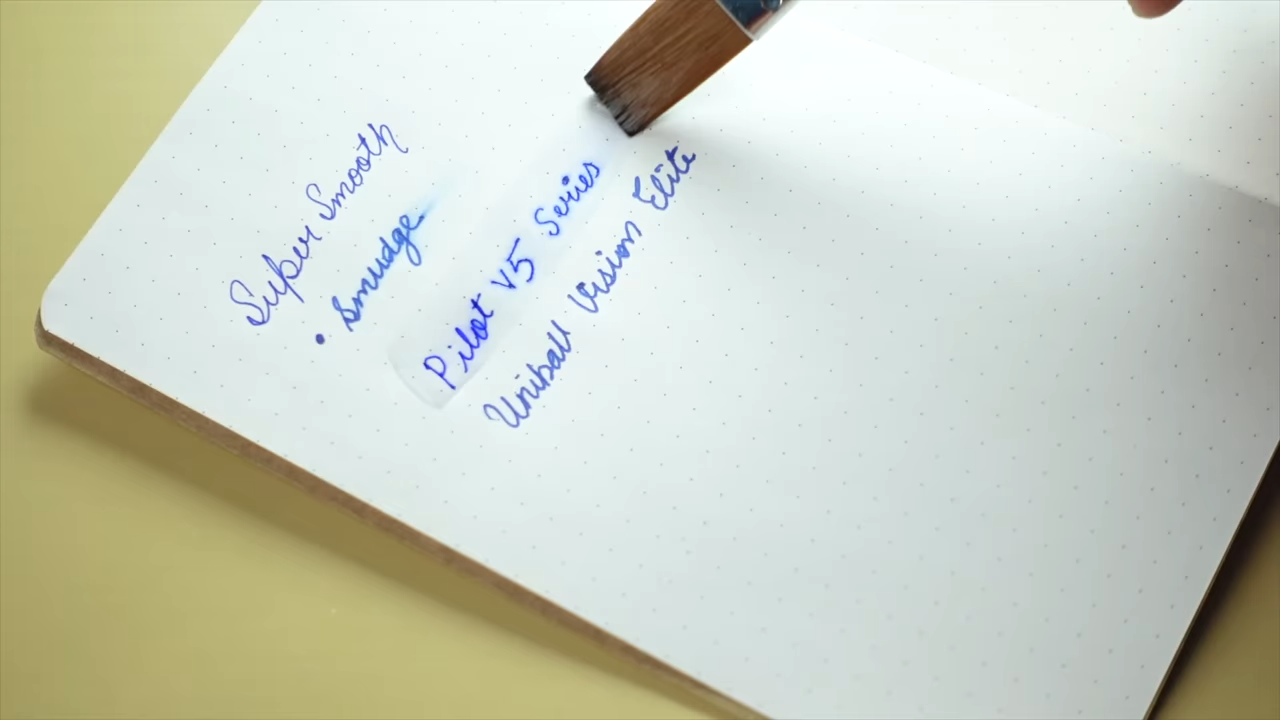 Super Smooth
• Smudge
Pilot V5 Series
Uniball Vision Elite